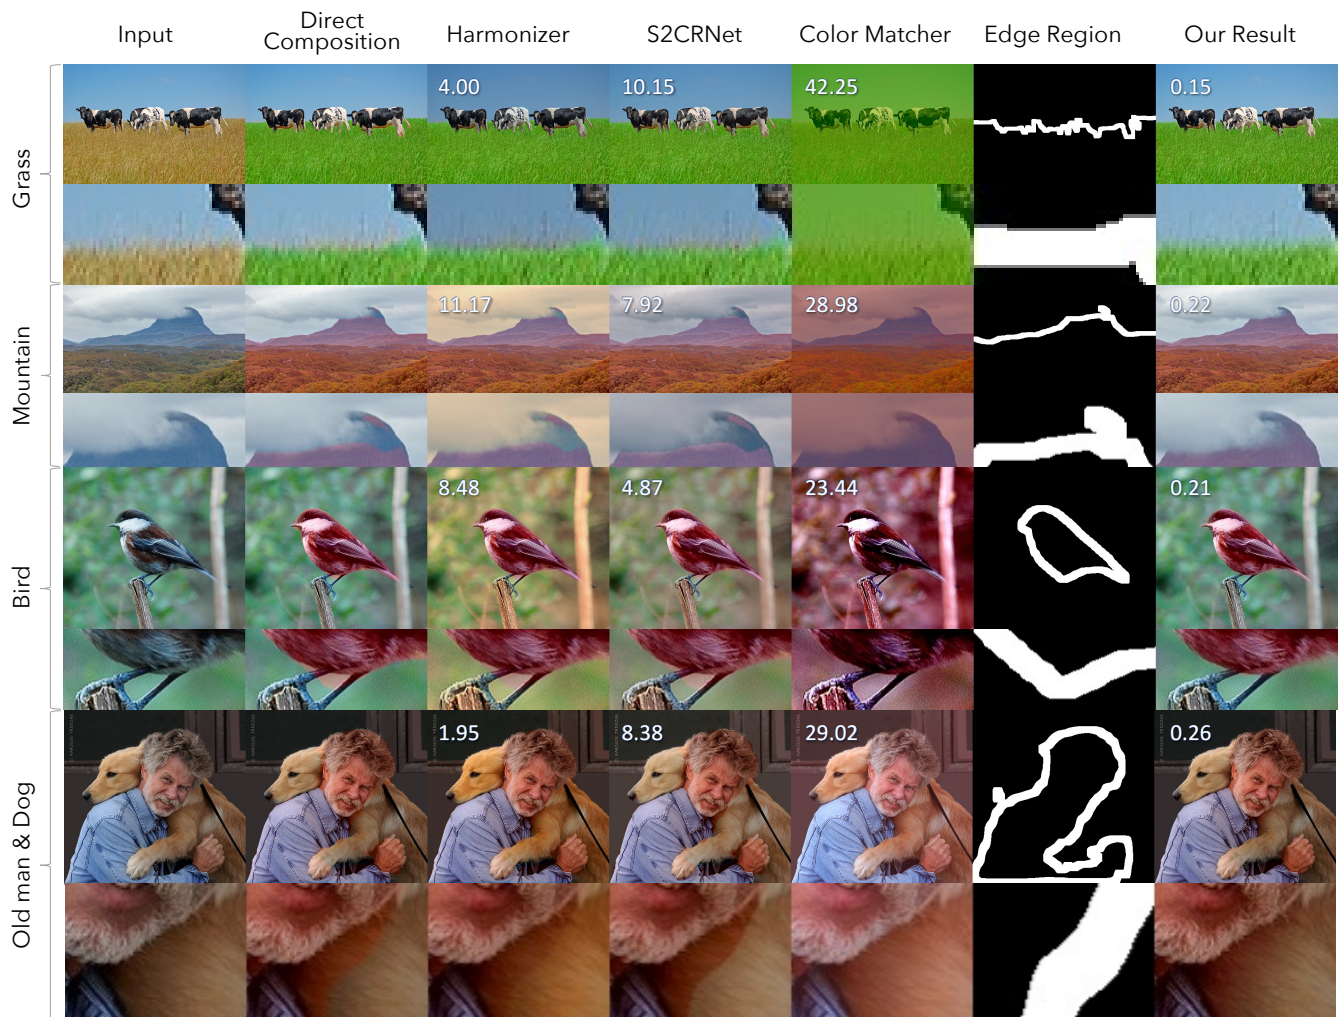 Input
Direct
Composition
Harmonizer
S2CRNet
Color Matcher
Edge Region
Our Result
Grass
4.00
10.15
42.25
0.15
Mountain
11.17
7.92
28.98
0.22
Bird
8.48
4.87
23.44
0.21
Old man & Dog
1.95
8.38
29.02
0.26